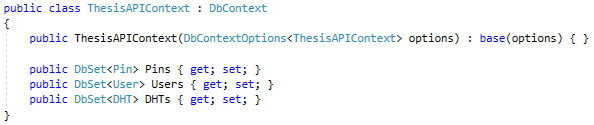 public class ThesisAPIContext : DbContext
{
public ThesisAPIContext(DbContextOptions<ThesisAPIContext> options) : base(options) { }
public DbSet<Pin> Pins { get; set; }
public DbSet<User> Users { get; set; }
public DbSet<DHT> DHTs { get; set; }
}